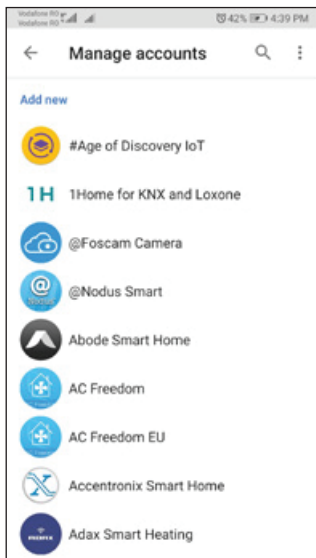 Vodafone RO
Vodafone RO
42% 4:39 PM
Manage accounts
Add new
#Age of Discovery IoT
1H 1Home for KNX and Loxone
@Foscam Camera
@ Nodus
@Nodus Smart
Abode Smart Home
AC Freedom
AC Freedom EU
Accentronix Smart Home
Adax Smart Heating